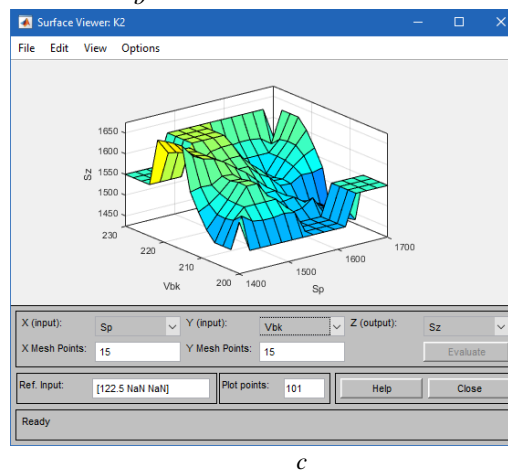 Surface Viewer: K2
File Edit View Options
1650
1600
1550
1500
1450
Sz
230
220
210
200
Vbk
1400
1500
1600
1700
Sp
X (input): Sp Y (input): Vbk Z (output): Sz
X Mesh Points: 15 Y Mesh Points: 15 Evaluate
Ref. Input: [122.5 NaN NaN] Plot points: 101 Help Close
Ready
c